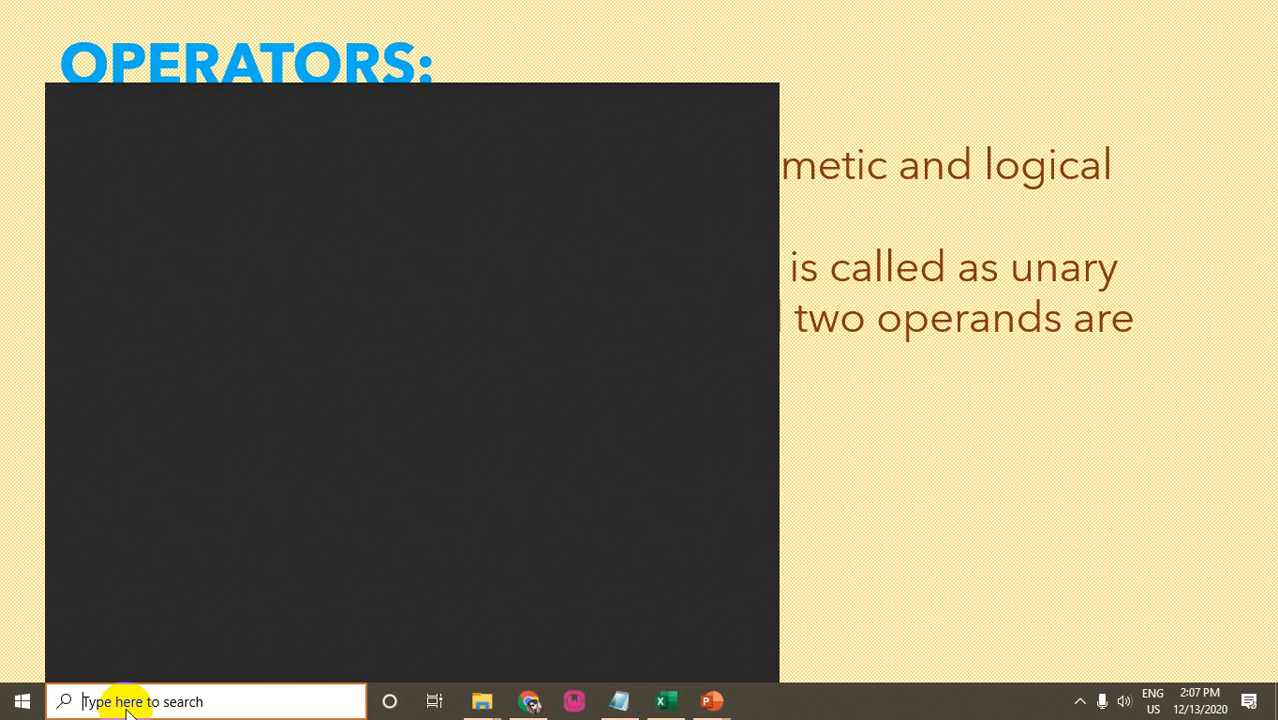 OPERATORS:
metic and logical
is called as unary
two operands are
Type here to search
ENG
US
2:07 PM
12/13/2020